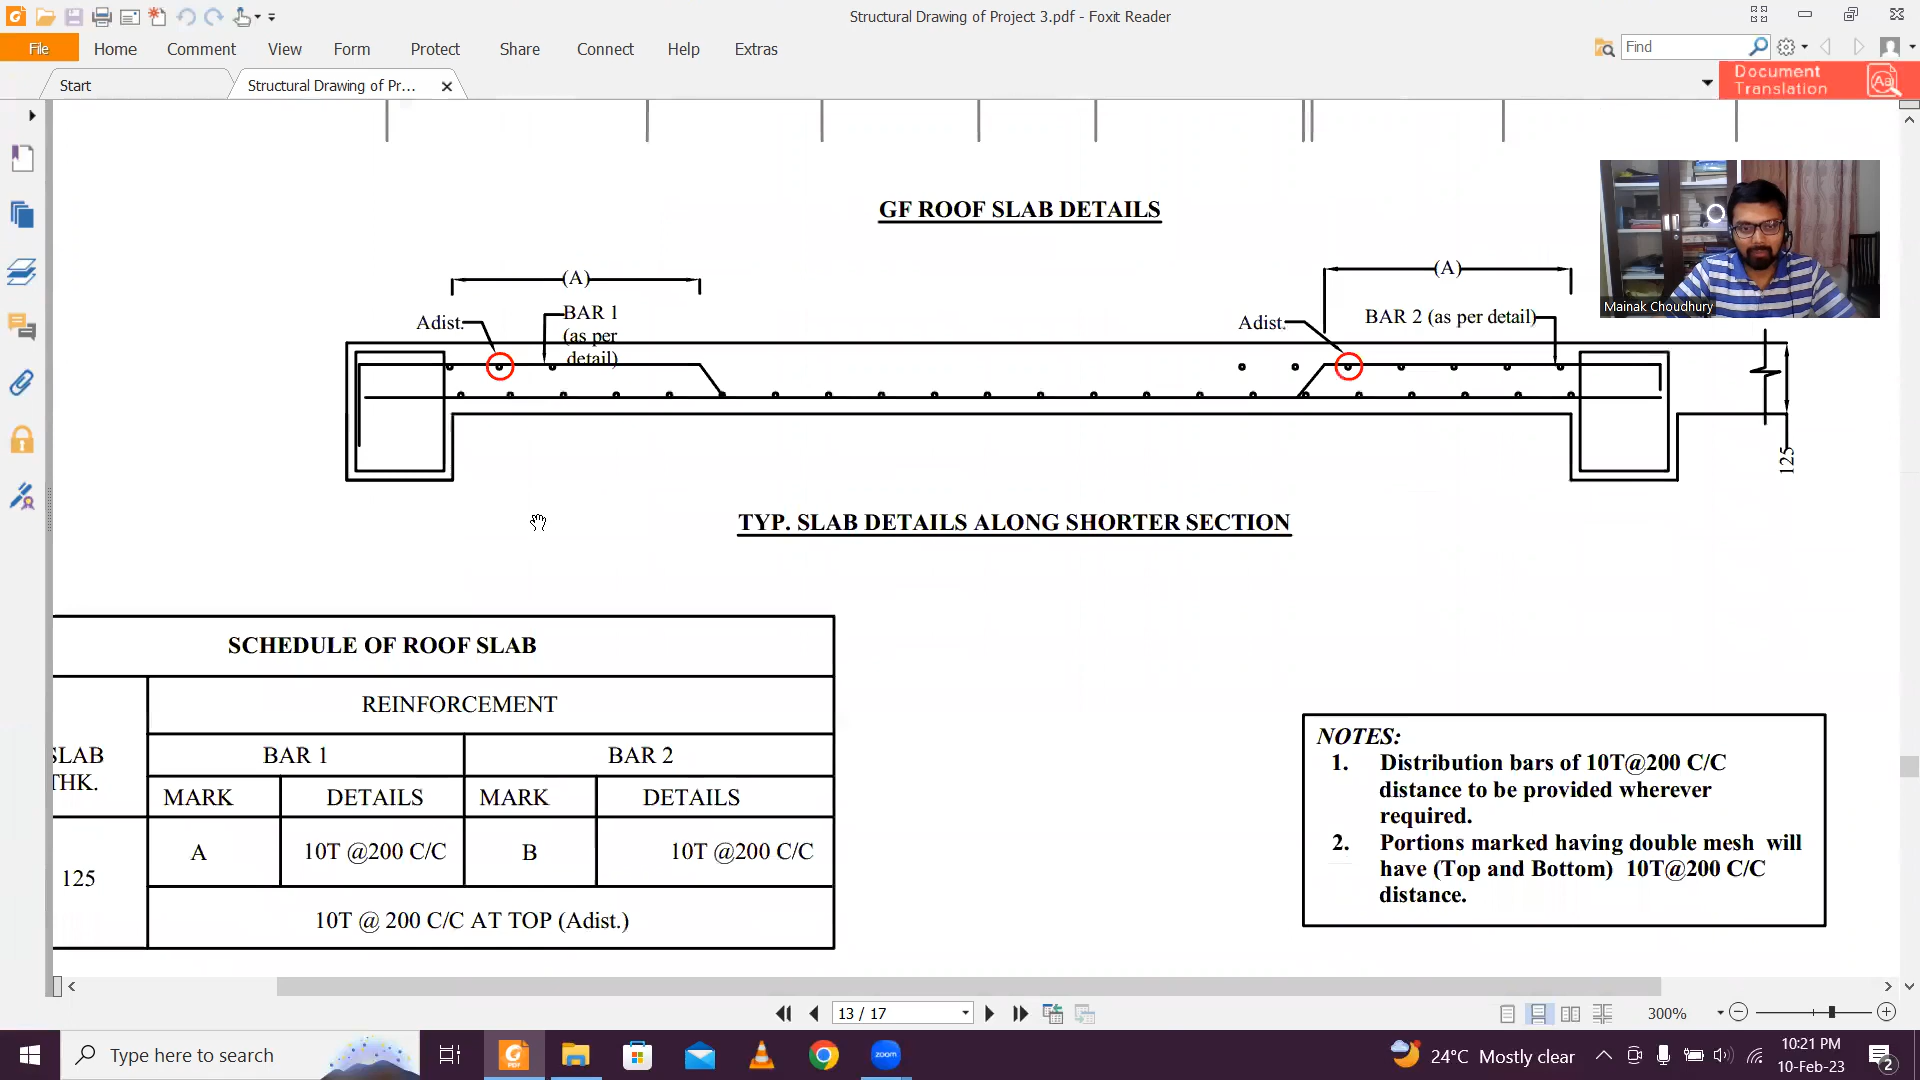 Structural Drawing of Project 3.pdf - Foxit Reader
File Home Comment View Form Protect Share Connect Help Extras
Find
Start Structural Drawing of Pr...
Document
Translation
GF ROOF SLAB DETAILS
(A) (A)
BAR 1
(as per
detail)
Adist.
Adist.
BAR 2 (as per detail)
Mainak Choudhury
125
TYP. SLAB DETAILS ALONG SHORTER SECTION
SCHEDULE OF ROOF SLAB
REINFORCEMENT
SLAB
THK.
BAR 1 BAR 2
MARK DETAILS MARK DETAILS
125
A 10T @200 C/C B 10T @200 C/C
10T @ 200 C/C AT TOP (Adist.)
NOTES:
1. Distribution bars of 10T@200 C/C
distance to be provided wherever
required.
2. Portions marked having double mesh will
have (Top and Bottom) 10T@200 C/C
distance.
13 / 17
300%
Type here to search
zoom
24°C Mostly clear
10:21 PM
10-Feb-23
2